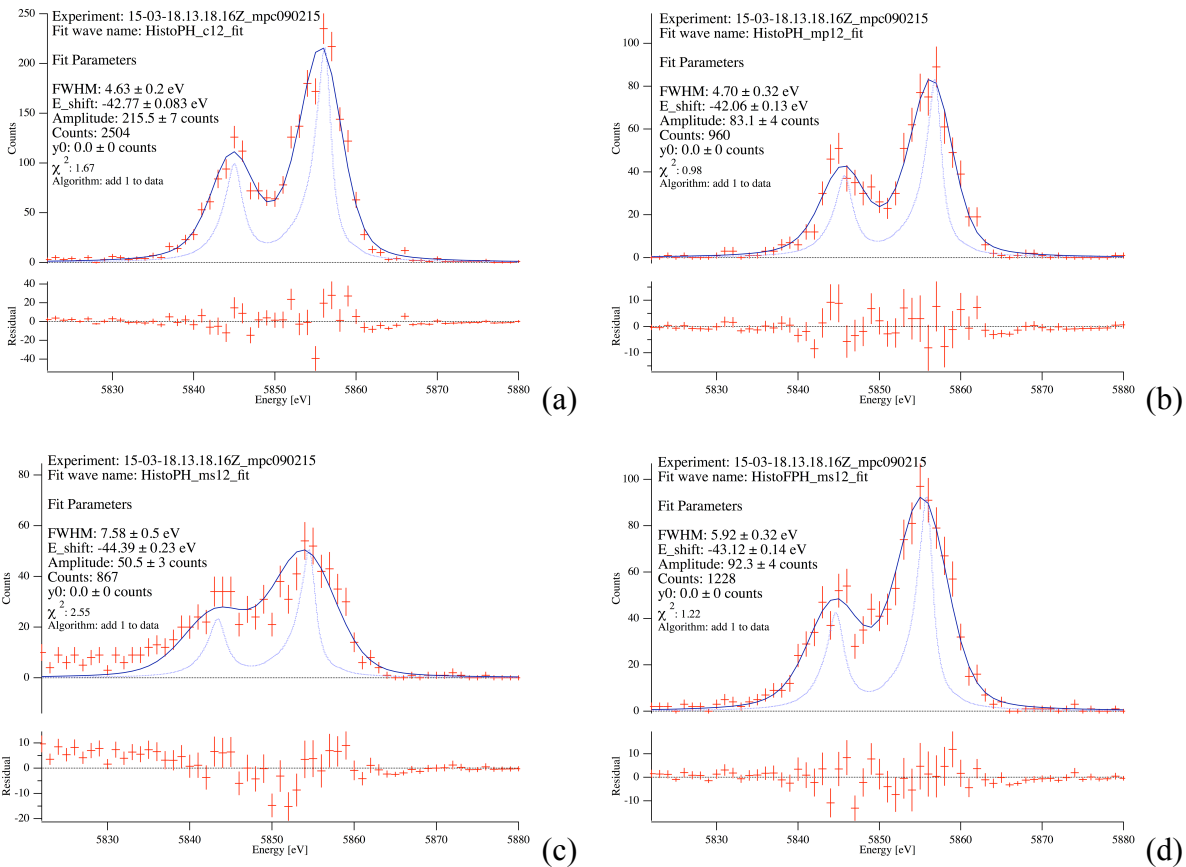 Experiment: 15-03-18.13.18.16Z_mpc090215
Fit wave name: HistoPH_c12_fit
Fit Parameters
FWHM: 4.63 ± 0.2 eV
E_shift: -42.77 ± 0.083 eV
Amplitude: 215.5 ± 7 counts
Counts: 2504
y0: 0.0 ± 0 counts
χ²: 1.67
Algorithm: add 1 to data
250
200
150
100
50
0
Counts
40
20
0
-20
-40
Residual
5830
5840
5850
5860
5870
5880
Energy [eV]
(a)
Experiment: 15-03-18.13.18.16Z_mpc090215
Fit wave name: HistoPH_mp12_fit
Fit Parameters
FWHM: 4.70 ± 0.32 eV
E_shift: -42.06 ± 0.13 eV
Amplitude: 83.1 ± 4 counts
Counts: 960
y0: 0.0 ± 0 counts
χ²: 0.98
Algorithm: add 1 to data
100
80
60
40
20
0
Counts
10
0
-10
Residual
5830
5840
5850
5860
5870
5880
Energy [eV]
(b)
Experiment: 15-03-18.13.18.16Z_mpc090215
Fit wave name: HistoPH_ms12_fit
Fit Parameters
FWHM: 7.58 ± 0.5 eV
E_shift: -44.39 ± 0.23 eV
Amplitude: 50.5 ± 3 counts
Counts: 867
y0: 0.0 ± 0 counts
χ²: 2.55
Algorithm: add 1 to data
80
60
40
20
0
Counts
10
0
-10
-20
Residual
5830
5840
5850
5860
5870
5880
Energy [eV]
(c)
Experiment: 15-03-18.13.18.16Z_mpc090215
Fit wave name: HistoFPH_ms12_fit
Fit Parameters
FWHM: 5.92 ± 0.32 eV
E_shift: -43.12 ± 0.14 eV
Amplitude: 92.3 ± 4 counts
Counts: 1228
y0: 0.0 ± 0 counts
χ²: 1.22
Algorithm: add 1 to data
100
80
60
40
20
0
Counts
10
0
-10
Residual
5830
5840
5850
5860
5870
5880
Energy [eV]
(d)